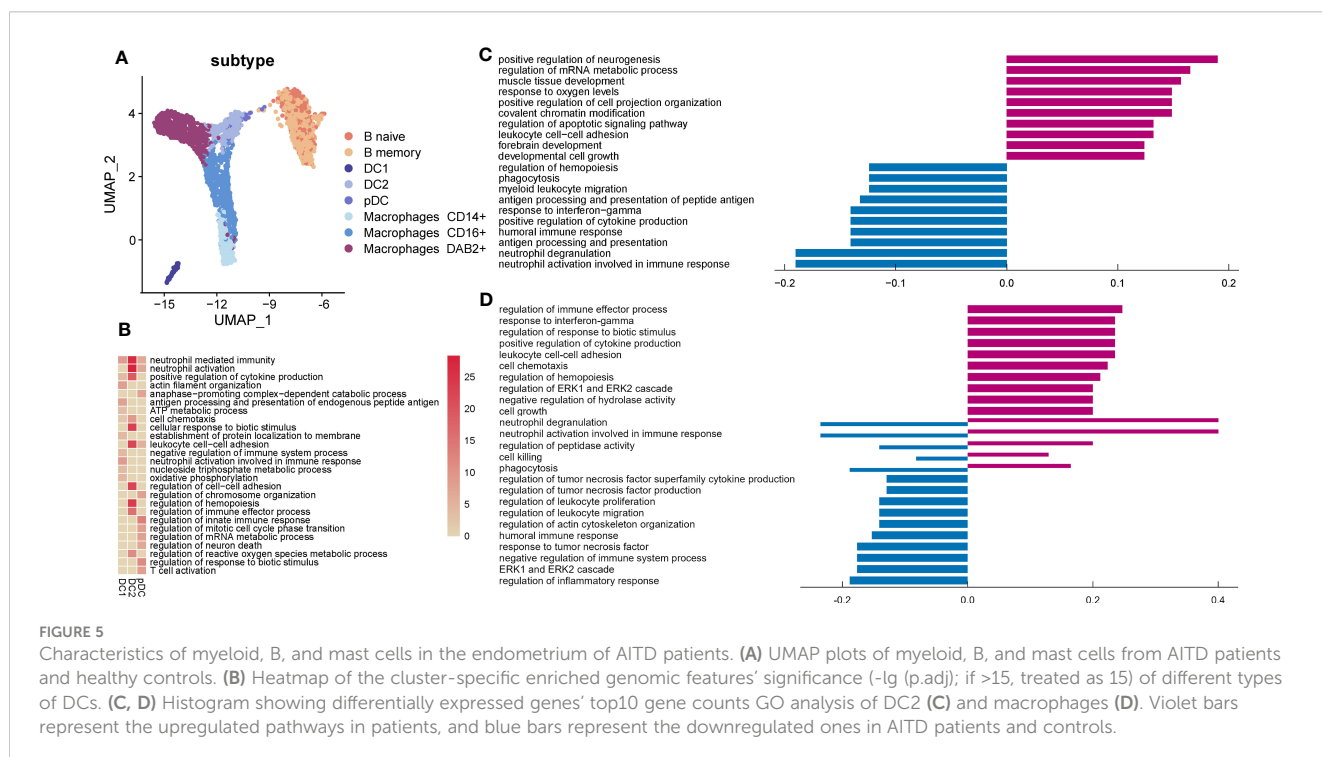 A
subtype
4
2
0
UMAP_2
−15
−12
−9
−6
UMAP_1
B naive
B memory
DC1
DC2
pDC
Macrophages CD14+
Macrophages CD16+
Macrophages DAB2+
B
neutrophil mediated immunity
neutrophil activation
positive regulation of cytokine production
actin filament organization
anaphase−promoting complex−dependent catabolic process
antigen processing and presentation of endogenous peptide antigen
ATP metabolic process
cell chemotaxis
cellular response to biotic stimulus
establishment of protein localization to membrane
leukocyte cell−cell adhesion
negative regulation of immune system process
neutrophil activation involved in immune response
nucleoside triphosphate metabolic process
oxidative phosphorylation
regulation of cell−cell adhesion
regulation of chromosome organization
regulation of hemopoiesis
regulation of immune effector process
regulation of innate immune response
regulation of mitotic cell cycle phase transition
regulation of mRNA metabolic process
regulation of neuron death
regulation of reactive oxygen species metabolic process
regulation of response to biotic stimulus
T cell activation
DC1
DC2
pDC
25
20
15
10
5
0
C
positive regulation of neurogenesis
regulation of mRNA metabolic process
muscle tissue development
response to oxygen levels
positive regulation of cell projection organization
covalent chromatin modification
regulation of apoptotic signaling pathway
leukocyte cell−cell adhesion
forebrain development
developmental cell growth
regulation of hemopoiesis
phagocytosis
myeloid leukocyte migration
antigen processing and presentation of peptide antigen
response to interferon−gamma
positive regulation of cytokine production
humoral immune response
antigen processing and presentation
neutrophil degranulation
neutrophil activation involved in immune response
−0.2
−0.1
0.0
0.1
0.2
D
regulation of immune effector process
response to interferon-gamma
regulation of response to biotic stimulus
positive regulation of cytokine production
leukocyte cell-cell adhesion
cell chemotaxis
regulation of hemopoiesis
regulation of ERK1 and ERK2 cascade
negative regulation of hydrolase activity
cell growth
neutrophil degranulation
neutrophil activation involved in immune response
regulation of peptidase activity
cell killing
phagocytosis
regulation of tumor necrosis factor superfamily cytokine production
regulation of tumor necrosis factor production
regulation of leukocyte proliferation
regulation of leukocyte migration
regulation of actin cytoskeleton organization
humoral immune response
response to tumor necrosis factor
negative regulation of immune system process
ERK1 and ERK2 cascade
regulation of inflammatory response
-0.2
0.0
0.2
0.4
FIGURE 5
Characteristics of myeloid, B, and mast cells in the endometrium of AITD patients. (A) UMAP plots of myeloid, B, and mast cells from AITD patients
and healthy controls. (B) Heatmap of the cluster-specific enriched genomic features’ significance (-lg (p.adj); if >15, treated as 15) of different types
of DCs. (C, D) Histogram showing differentially expressed genes’ top10 gene counts GO analysis of DC2 (C) and macrophages (D). Violet bars
represent the upregulated pathways in patients, and blue bars represent the downregulated ones in AITD patients and controls.